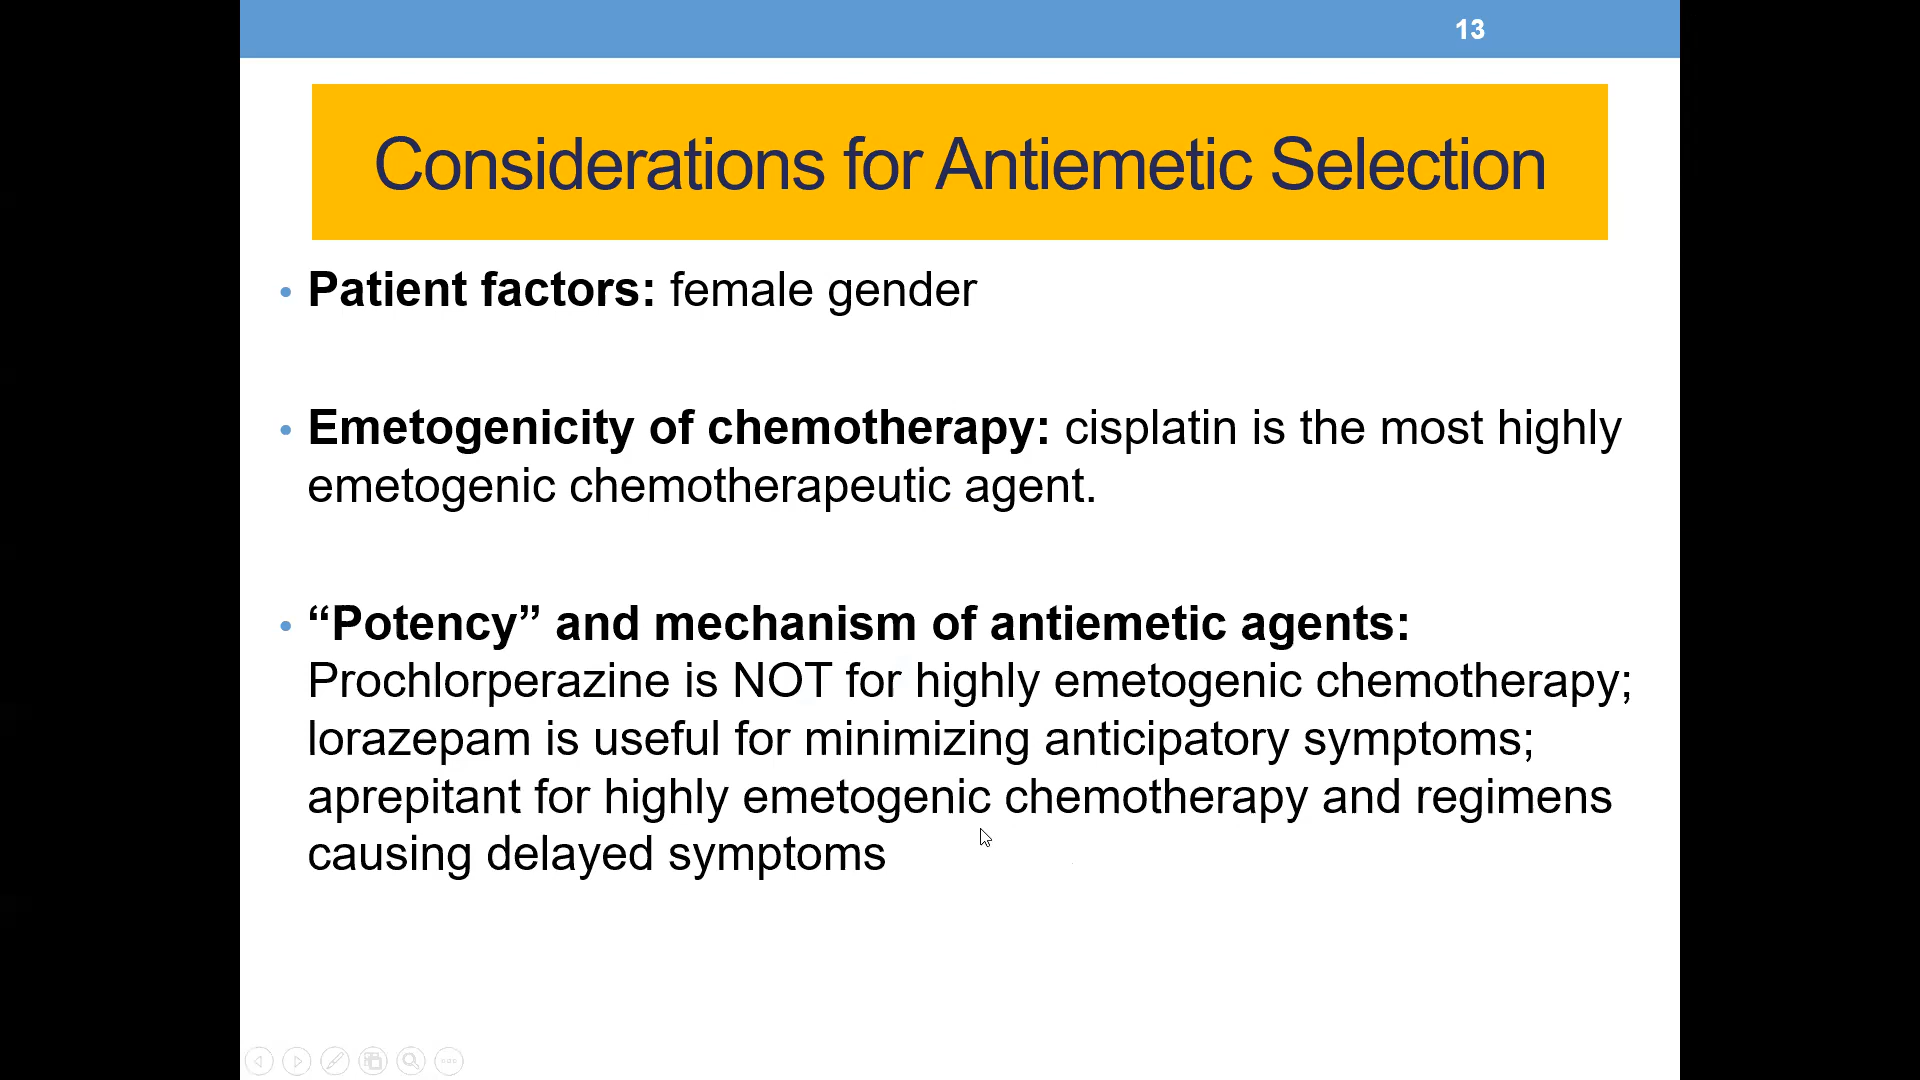 13
Considerations for Antiemetic Selection
• Patient factors: female gender
• Emetogenicity of chemotherapy: cisplatin is the most highly
emetogenic chemotherapeutic agent.
• “Potency” and mechanism of antiemetic agents:
Prochlorperazine is NOT for highly emetogenic chemotherapy;
lorazepam is useful for minimizing anticipatory symptoms;
aprepitant for highly emetogenic chemotherapy and regimens
causing delayed symptoms